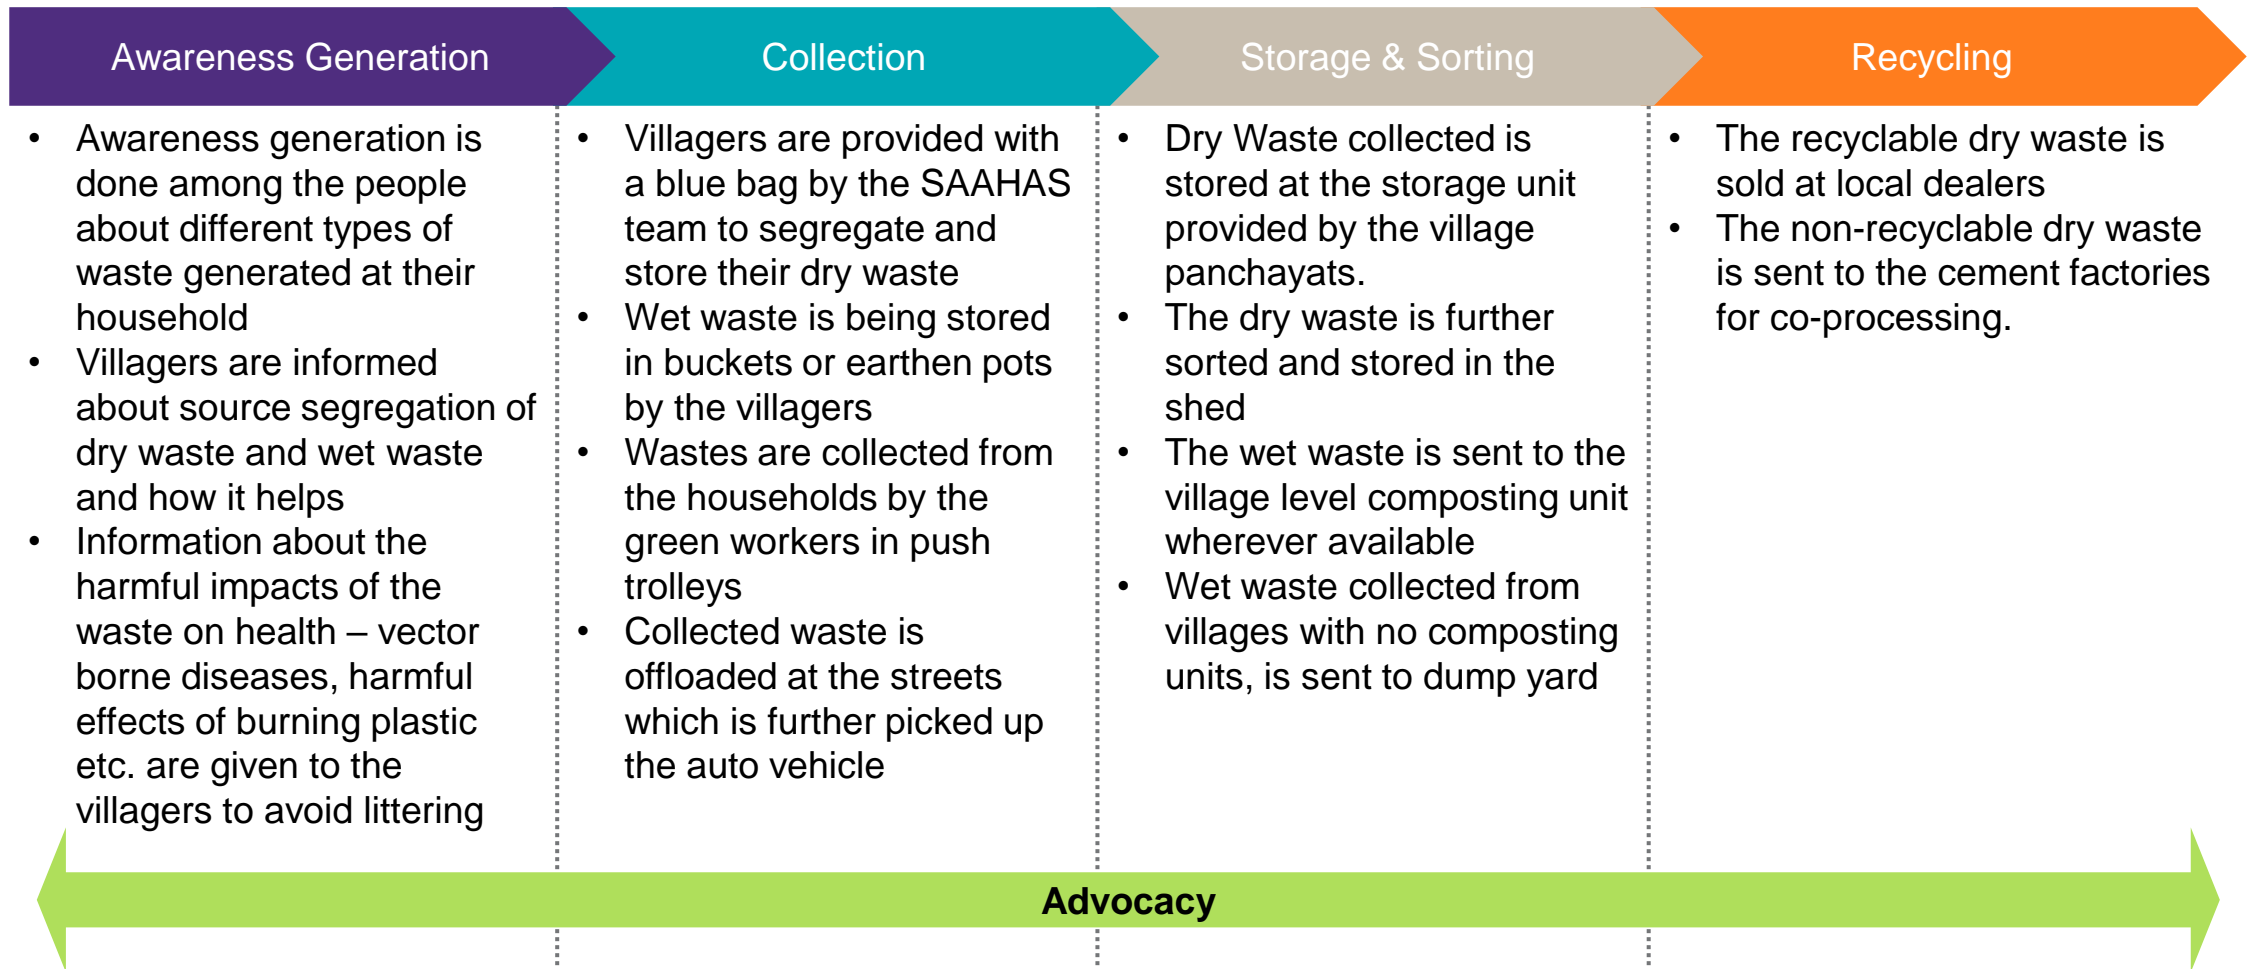 Awareness Generation
Collection
Storage & Sorting
Recycling
• Awareness generation is
done among the people
about different types of
waste generated at their
household
• Villagers are informed
about source segregation of
dry waste and wet waste
and how it helps
• Information about the
harmful impacts of the
waste on health – vector
borne diseases, harmful
effects of burning plastic
etc. are given to the
villagers to avoid littering
• Villagers are provided with
a blue bag by the SAAHAS
team to segregate and
store their dry waste
• Wet waste is being stored
in buckets or earthen pots
by the villagers
• Wastes are collected from
the households by the
green workers in push
trolleys
• Collected waste is
offloaded at the streets
which is further picked up
the auto vehicle
• Dry Waste collected is
stored at the storage unit
provided by the village
panchayats.
• The dry waste is further
sorted and stored in the
shed
• The wet waste is sent to the
village level composting unit
wherever available
• Wet waste collected from
villages with no composting
units, is sent to dump yard
• The recyclable dry waste is
sold at local dealers
• The non-recyclable dry waste
is sent to the cement factories
for co-processing.
Advocacy